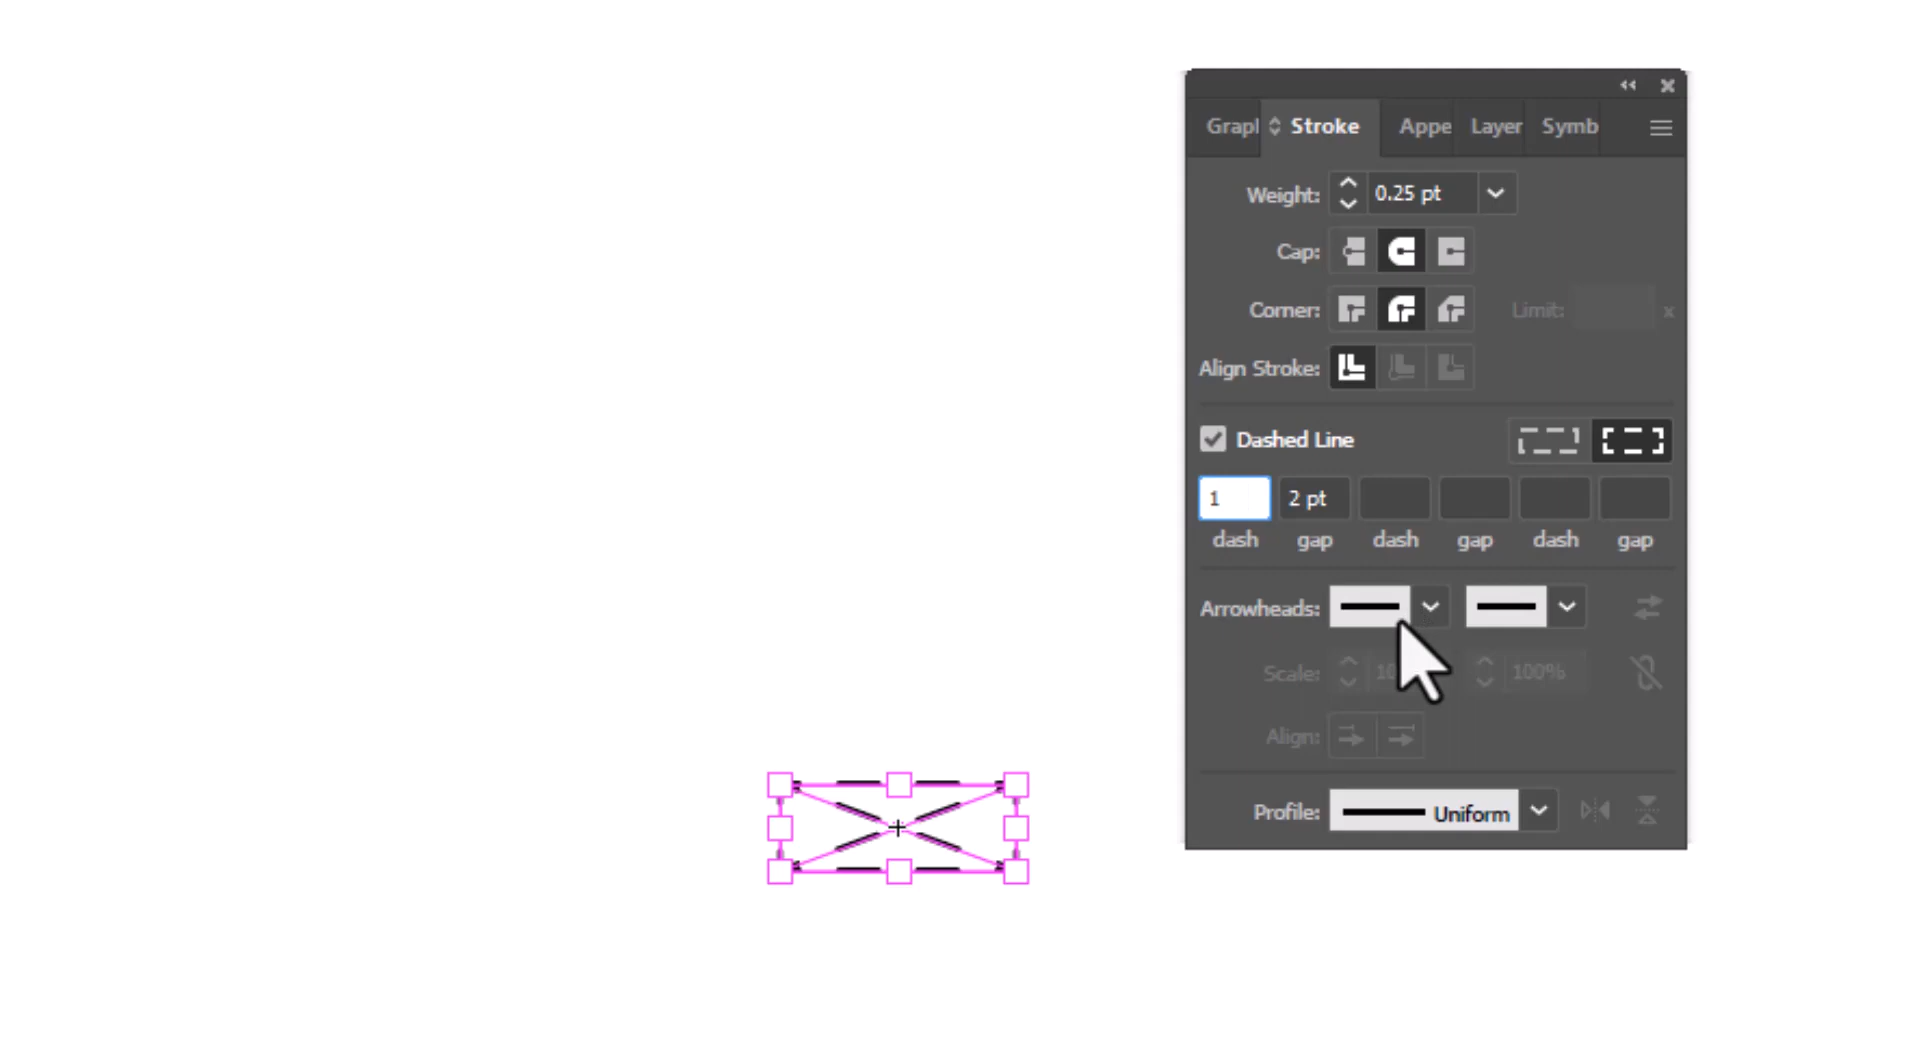 Grapl Stroke Appe Layer Symb
Weight: 0.25 pt
Cap:
Corner: Limit: x
Align Stroke:
Dashed Line
1 2 pt
dash gap dash gap dash gap
Arrowheads:
Scale: 100%
Align:
Profile: Uniform